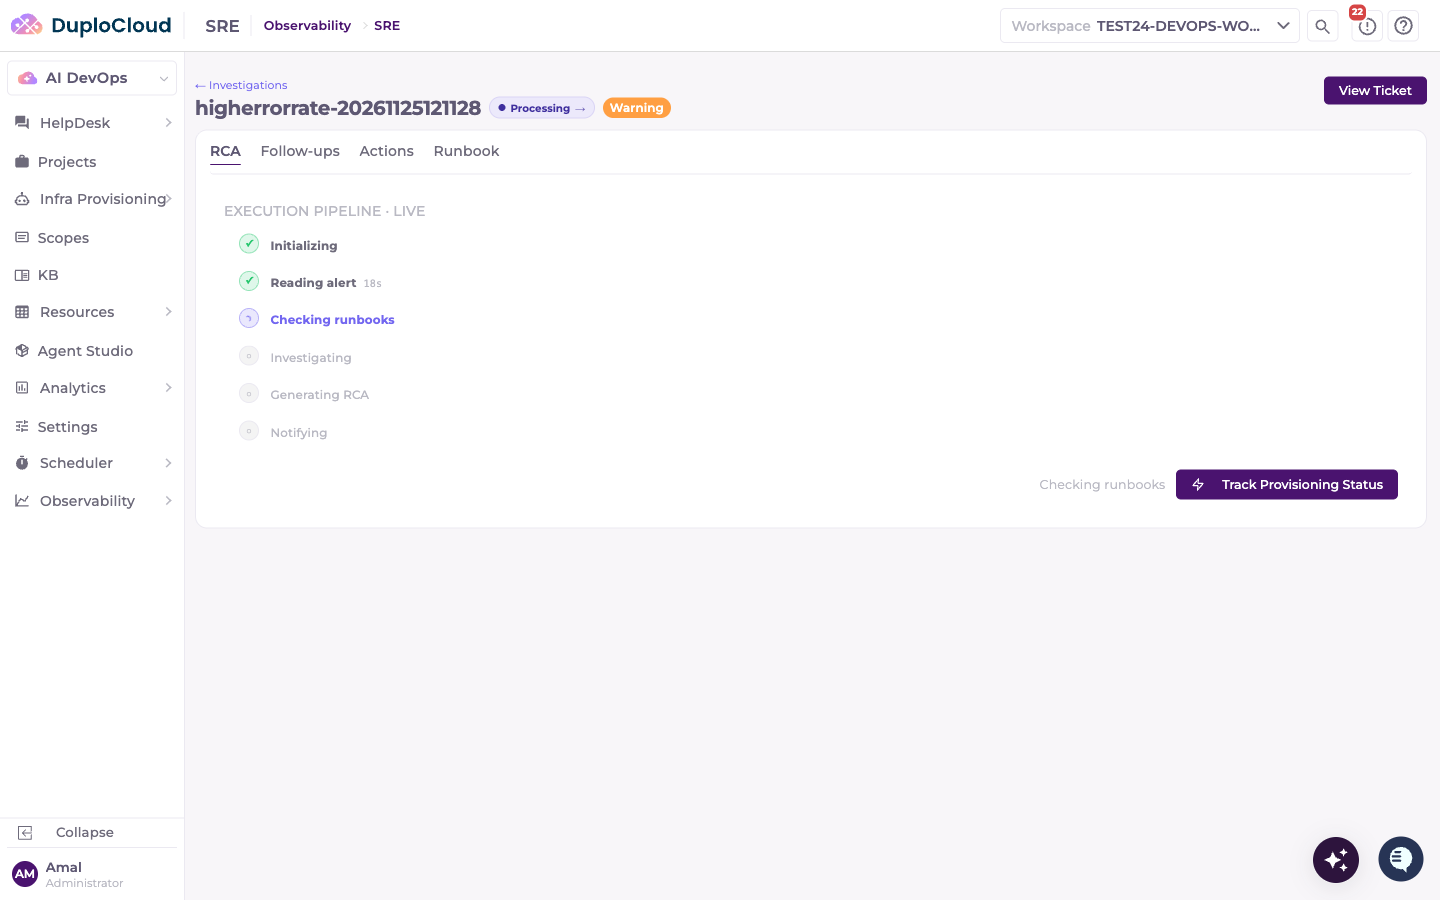 DuploCloud
SRE
Observability
SRE
Workspace TEST24-DEVOPS-WO...
22
AI DevOps
HelpDesk
Projects
Infra Provisioning
Scopes
KB
Resources
Agent Studio
Analytics
Settings
Scheduler
Observability
Collapse
AM
Amal
Administrator
← Investigations
higherrorrate-20261125121128
Processing →
Warning
View Ticket
RCA
Follow-ups
Actions
Runbook
EXECUTION PIPELINE · LIVE
Initializing
Reading alert 18s
Checking runbooks
Investigating
Generating RCA
Notifying
Checking runbooks
Track Provisioning Status